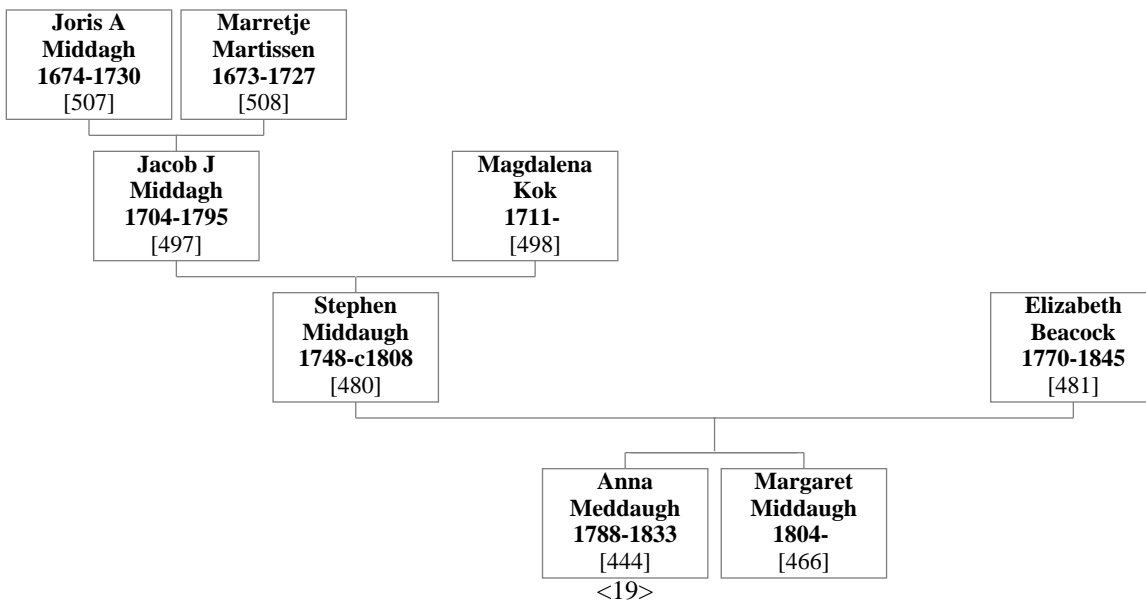 Joris A
Middagh
1674-1730
[507]
Marretje
Martissen
1673-1727
[508]
Jacob J
Middagh
1704-1795
[497]
Magdalena
Kok
1711-
[498]
Stephen
Middaugh
1748-c1808
[480]
Elizabeth
Beacock
1770-1845
[481]
Anna
Meddaugh
1788-1833
[444]
<19>
Margaret
Middaugh
1804-
[466]